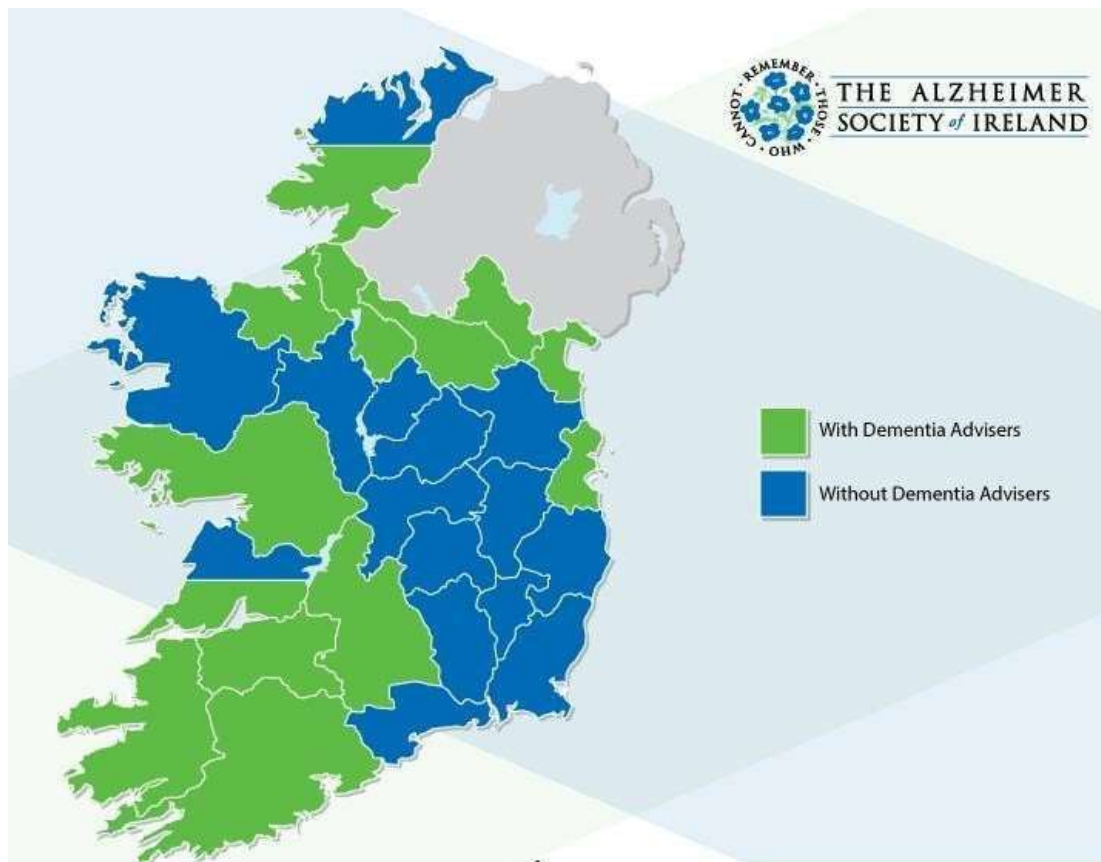 REMEMBER · THOSE · WHO · CANNOT ·
THE ALZHEIMER
SOCIETY of IRELAND
With Dementia Advisers
Without Dementia Advisers